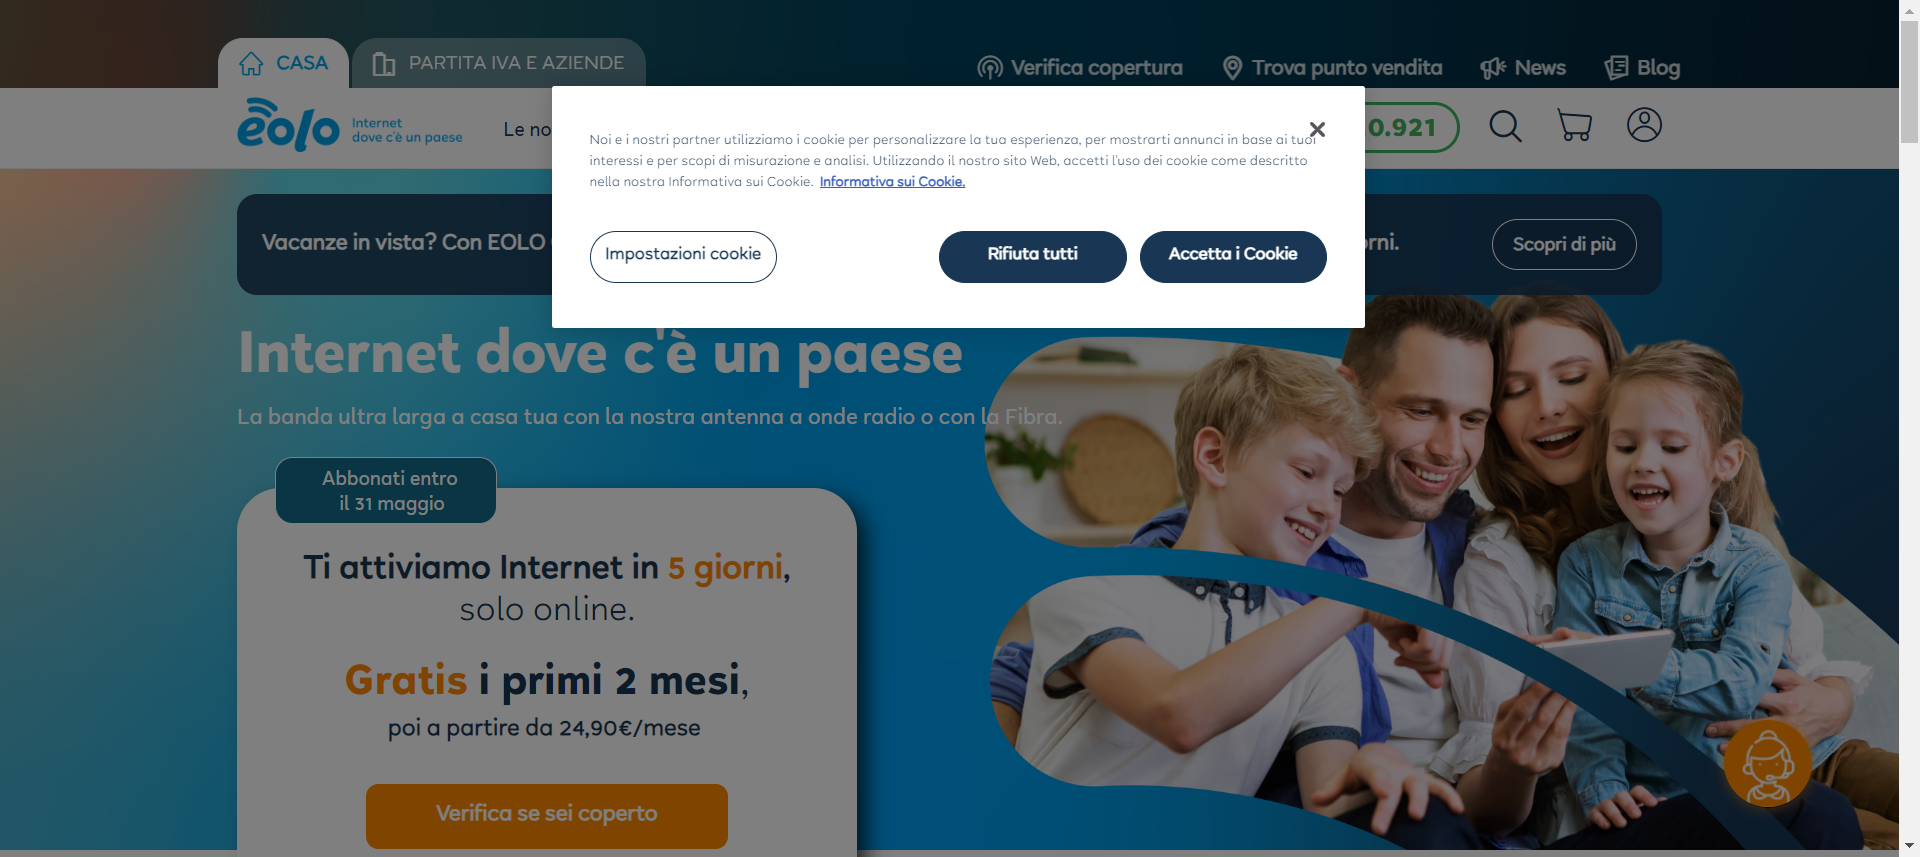 CASA
PARTITA IVA E AZIENDE
Verifica copertura
Trova punto vendita
News
Blog
eolo
Internet
dove c'è un paese
Le no
0.921
Noi e i nostri partner utilizziamo i cookie per personalizzare la tua esperienza, per mostrarti annunci in base ai tuoi
interessi e per scopi di misurazione e analisi. Utilizzando il nostro sito Web, accetti l'uso dei cookie come descritto
nella nostra Informativa sui Cookie. Informativa sui Cookie.
Impostazioni cookie
Rifiuta tutti
Accetta i Cookie
Vacanze in vista? Con EOLO
rni.
Scopri di più
Internet dove c'è un paese
La banda ultra larga a casa tua con la nostra antenna a onde radio o con la Fibra.
Abbonati entro
il 31 maggio
Ti attiviamo Internet in 5 giorni,
solo online.
Gratis i primi 2 mesi,
poi a partire da 24,90€/mese
Verifica se sei coperto